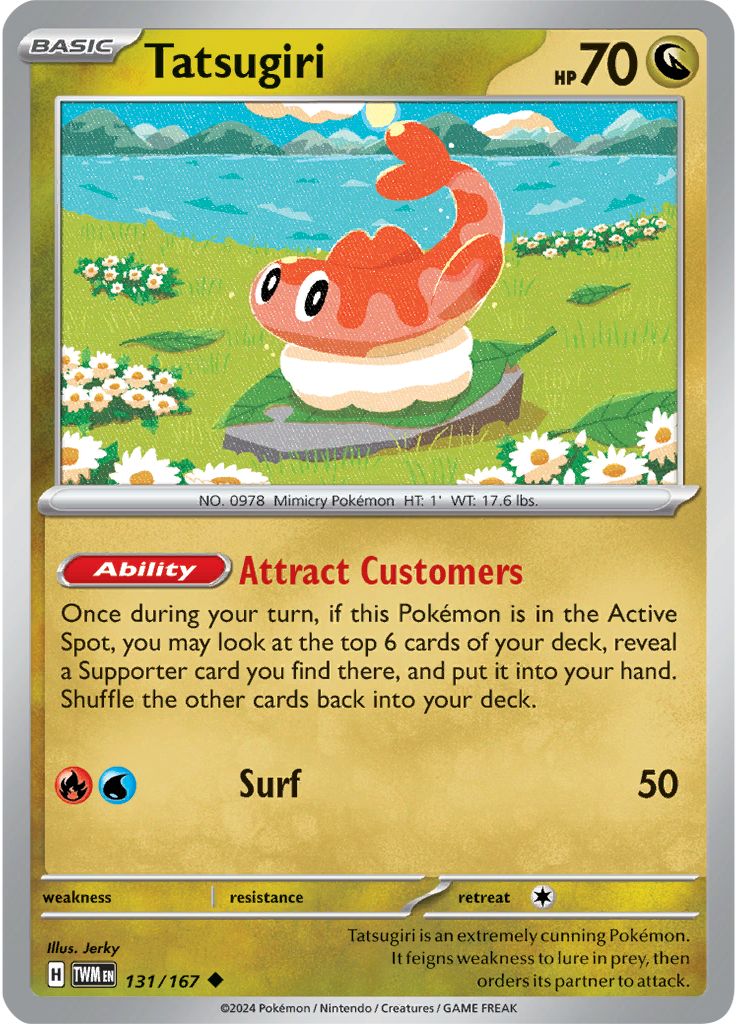 BASIC
Tatsugiri
HP 70
NO. 0978 Mimicry Pokémon HT: 1' WT: 17.6 lbs.
Ability Attract Customers
Once during your turn, if this Pokémon is in the Active
Spot, you may look at the top 6 cards of your deck, reveal
a Supporter card you find there, and put it into your hand.
Shuffle the other cards back into your deck.
Surf 50
weakness resistance retreat
Illus. Jerky
Tatsugiri is an extremely cunning Pokémon.
It feigns weakness to lure in prey, then
orders its partner to attack.
H TWM EN 131/167
©2024 Pokémon / Nintendo / Creatures / GAME FREAK